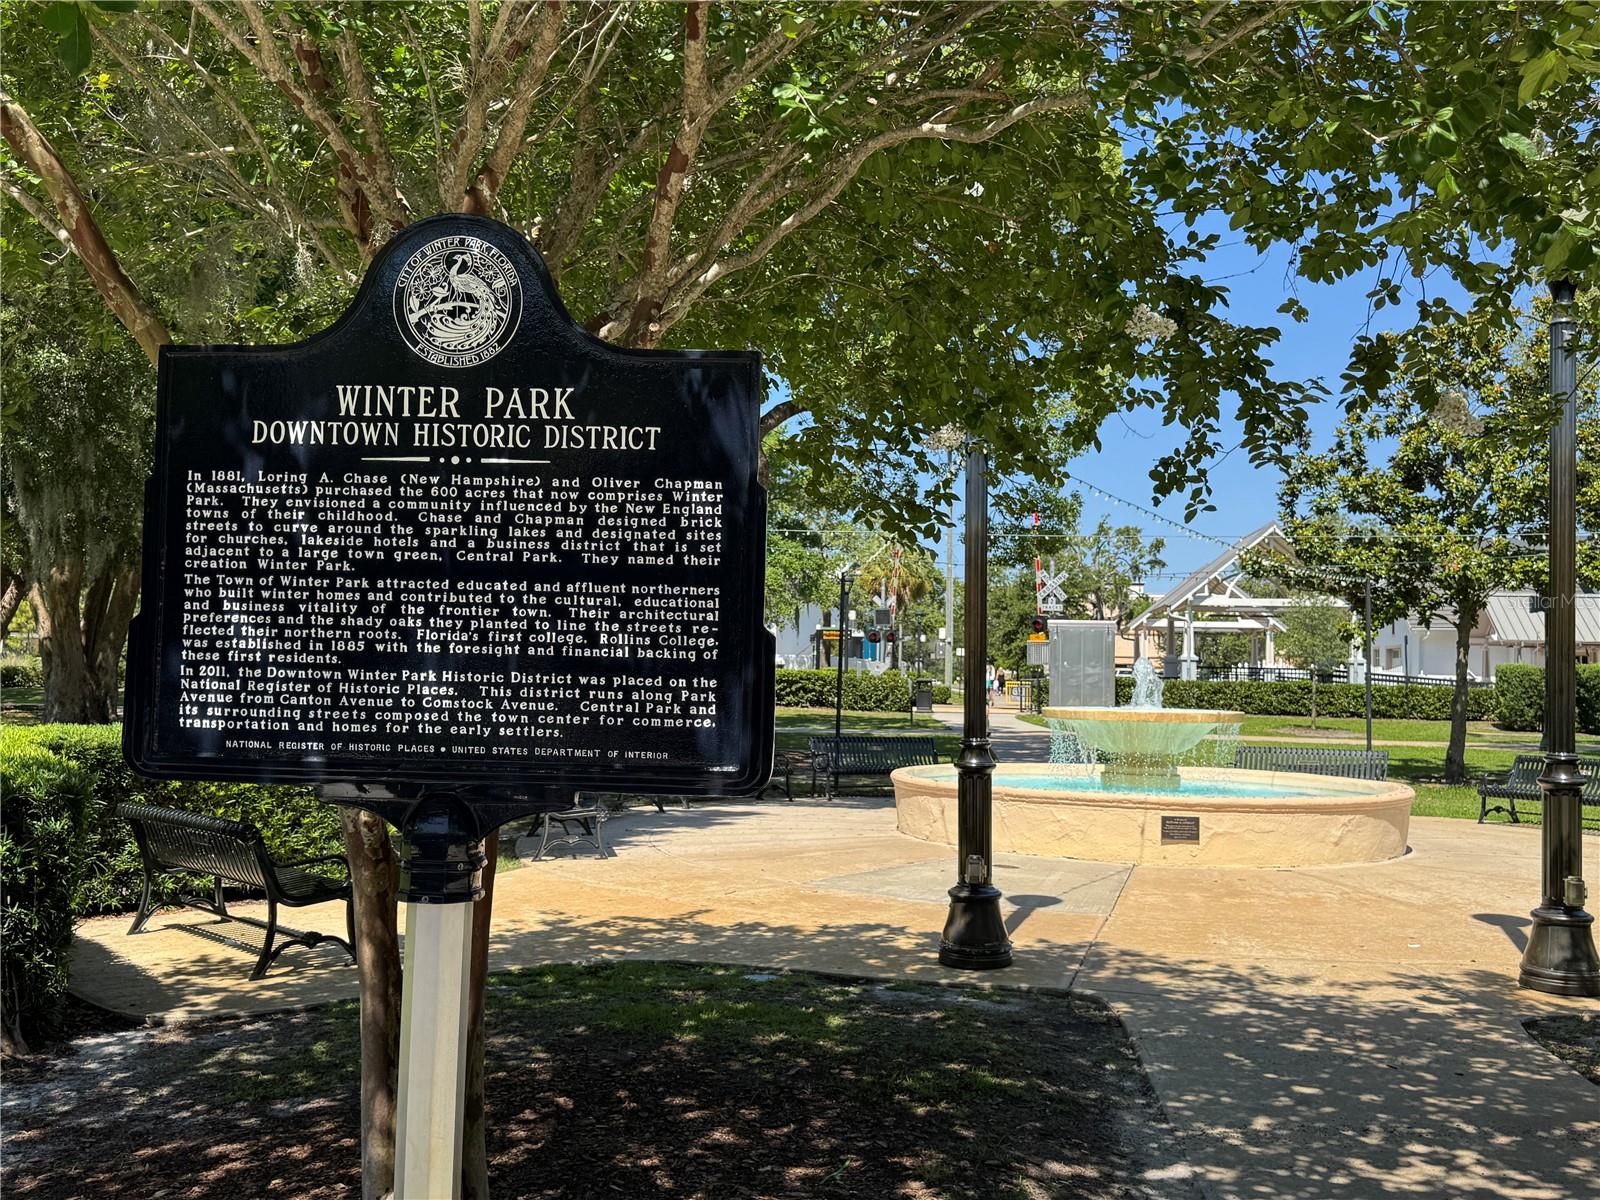 CITY OF WINTER PARK, FLORIDA
ESTABLISHED 1882
WINTER PARK
DOWNTOWN HISTORIC DISTRICT
In 1881, Loring A. Chase (New Hampshire) and Oliver Chapman
(Massachusetts) purchased the 600 acres that now comprises Winter
Park. They envisioned a community influenced by the New England
towns of their childhood. Chase and Chapman designed brick
streets to curve around the sparkling lakes and designated sites
for churches, lakeside hotels and a business district that is set
adjacent to a large town green, Central Park. They named their
creation Winter Park.
The Town of Winter Park attracted educated and affluent northerners
who built winter homes and contributed to the cultural, educational
and business vitality of the frontier town. Their architectural
preferences and the shady oaks they planted to line the streets re-
flected their northern roots. Florida's first college, Rollins College,
was established in 1885 with the foresight and financial backing of
these first residents.
In 2011, the Downtown Winter Park Historic District was placed on the
National Register of Historic Places. This district runs along Park
Avenue from Canton Avenue to Comstock Avenue. Central Park and
its surrounding streets composed the town center for commerce,
transportation and homes for the early settlers.
NATIONAL REGISTER OF HISTORIC PLACES • UNITED STATES DEPARTMENT OF INTERIOR
Stellar MLS